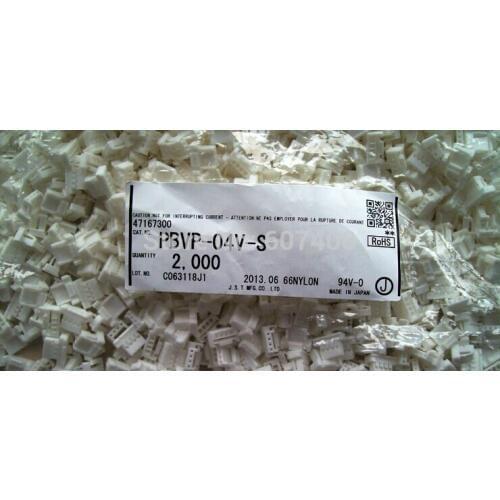 CAUTION :NOT FOR INTERRUPTING CURRENT - ATTENTION :NE PAS EMPLOYER POUR LA RUPTURE DE COURANT
47167300
CAT.NO. PBVP-04V-S
** RoHS
QUANTITY 2,000
LOT NO. C063118J1 2013.06 66NYLON 94V-0
J.S.T MFG.CO.,LTD MADE IN JAPAN J